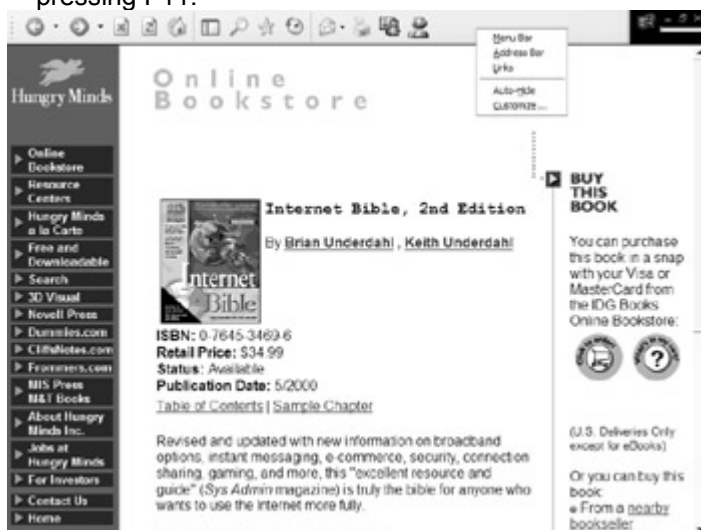 pressing F11.
Menu Bar
Address Bar
Links
Auto-Hide
Customize...
Hungry Minds
Online
Bookstore
Online
Bookstore
Resource
Centers
Hungry Minds
a la Carte
Free and
Downloadable
Search
3D Visual
Novell Press
Dummies.com
CliffsNotes.com
Frommers.com
MIS Press
M&T Books
About Hungry
Minds Inc.
Jobs at
Hungry Minds
For Investors
Contact Us
Home
Internet Bible, 2nd Edition
By Brian Underdahl , Keith Underdahl
Internet
Bible
ISBN: 0-7645-3469-6
Retail Price: $34.99
Status: Available
Publication Date: 5/2000
Table of Contents | Sample Chapter
Revised and updated with new information on broadband
options, instant messaging, e-commerce, security, connection
sharing, gaming, and more, this "excellent resource and
guide" (Sys Admin magazine) is truly the bible for anyone who
wants to use the Internet more fully.
BUY
THIS
BOOK
You can purchase
this book in a snap
with your Visa or
MasterCard from
the IDG Books
Online Bookstore:
(U.S. Deliveries Only
except for eBooks)
Or you can buy this
book:
From a nearby
bookseller